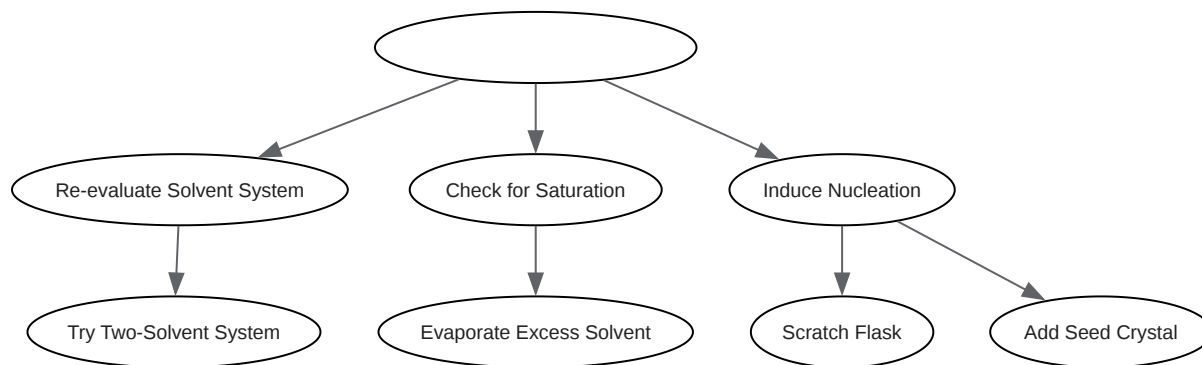 Re-evaluate Solvent System
Check for Saturation
Induce Nucleation
Try Two-Solvent System
Evaporate Excess Solvent
Scratch Flask
Add Seed Crystal